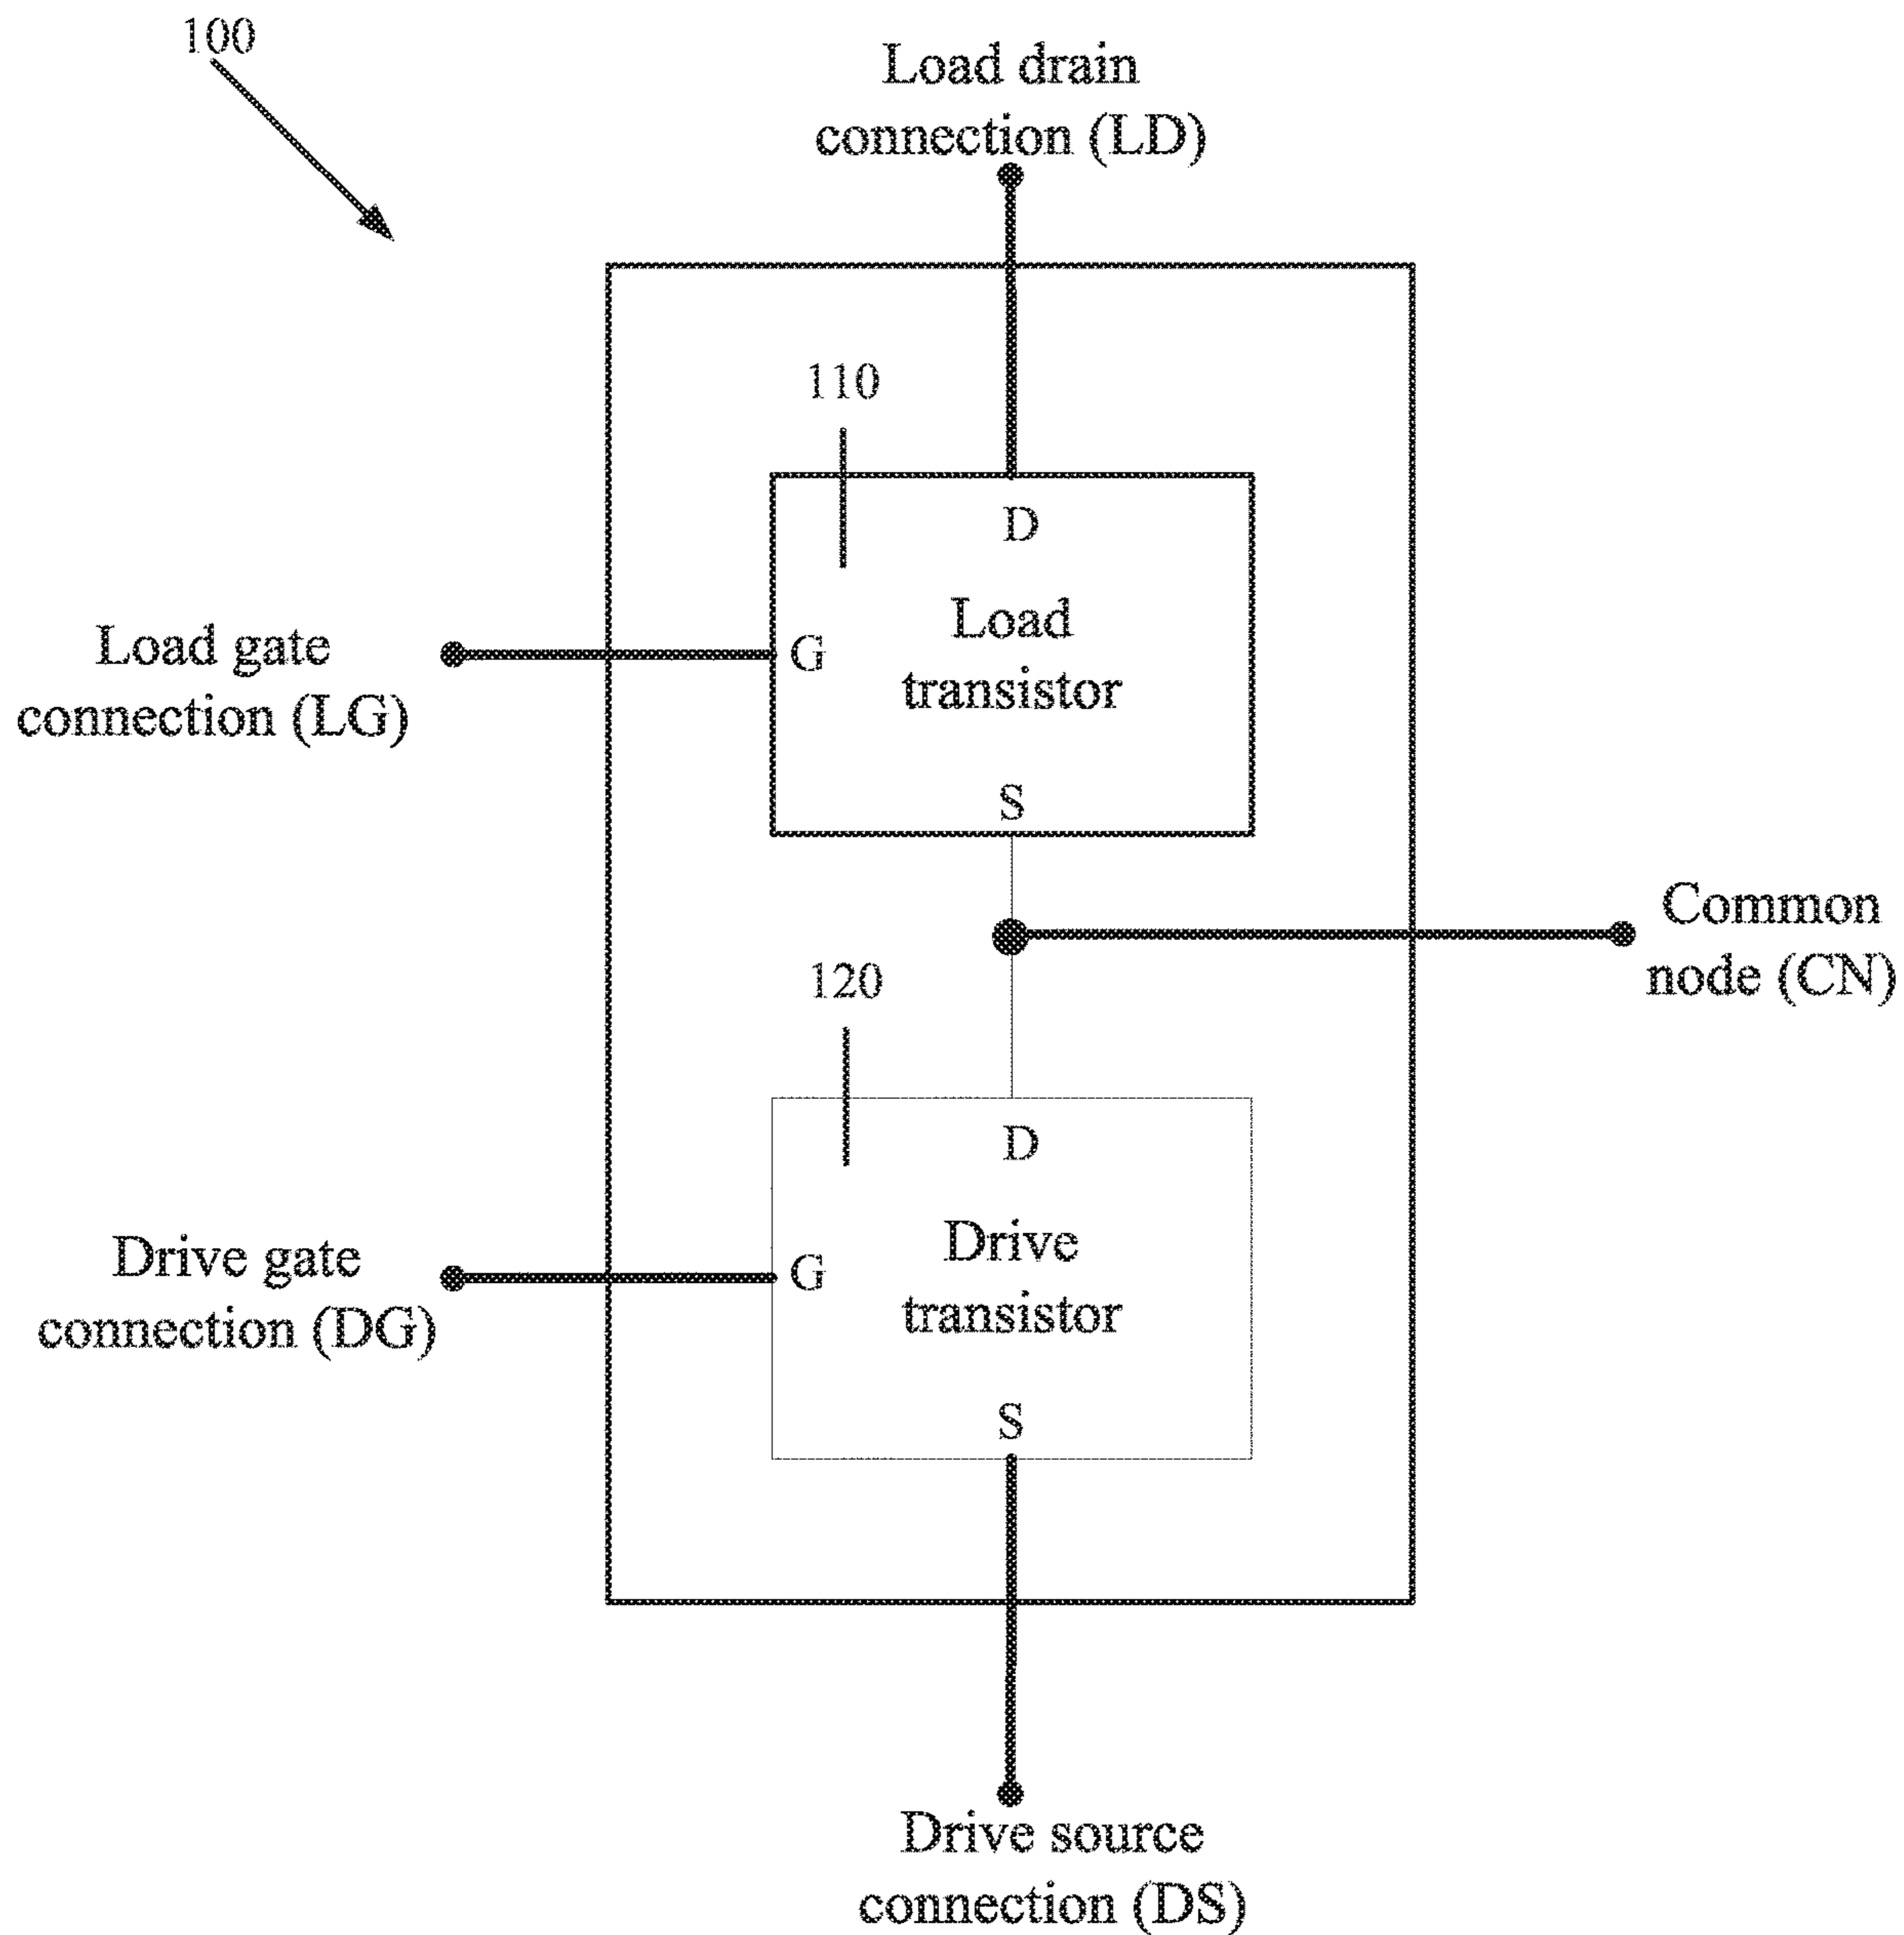 100
Load drain
connection (LD)
110
D
Load gate
connection (LG)
G
Load
transistor
S
Common
node (CN)
120
D
Drive gate
connection (DG)
G
Drive
transistor
S
Drive source
connection (DS)